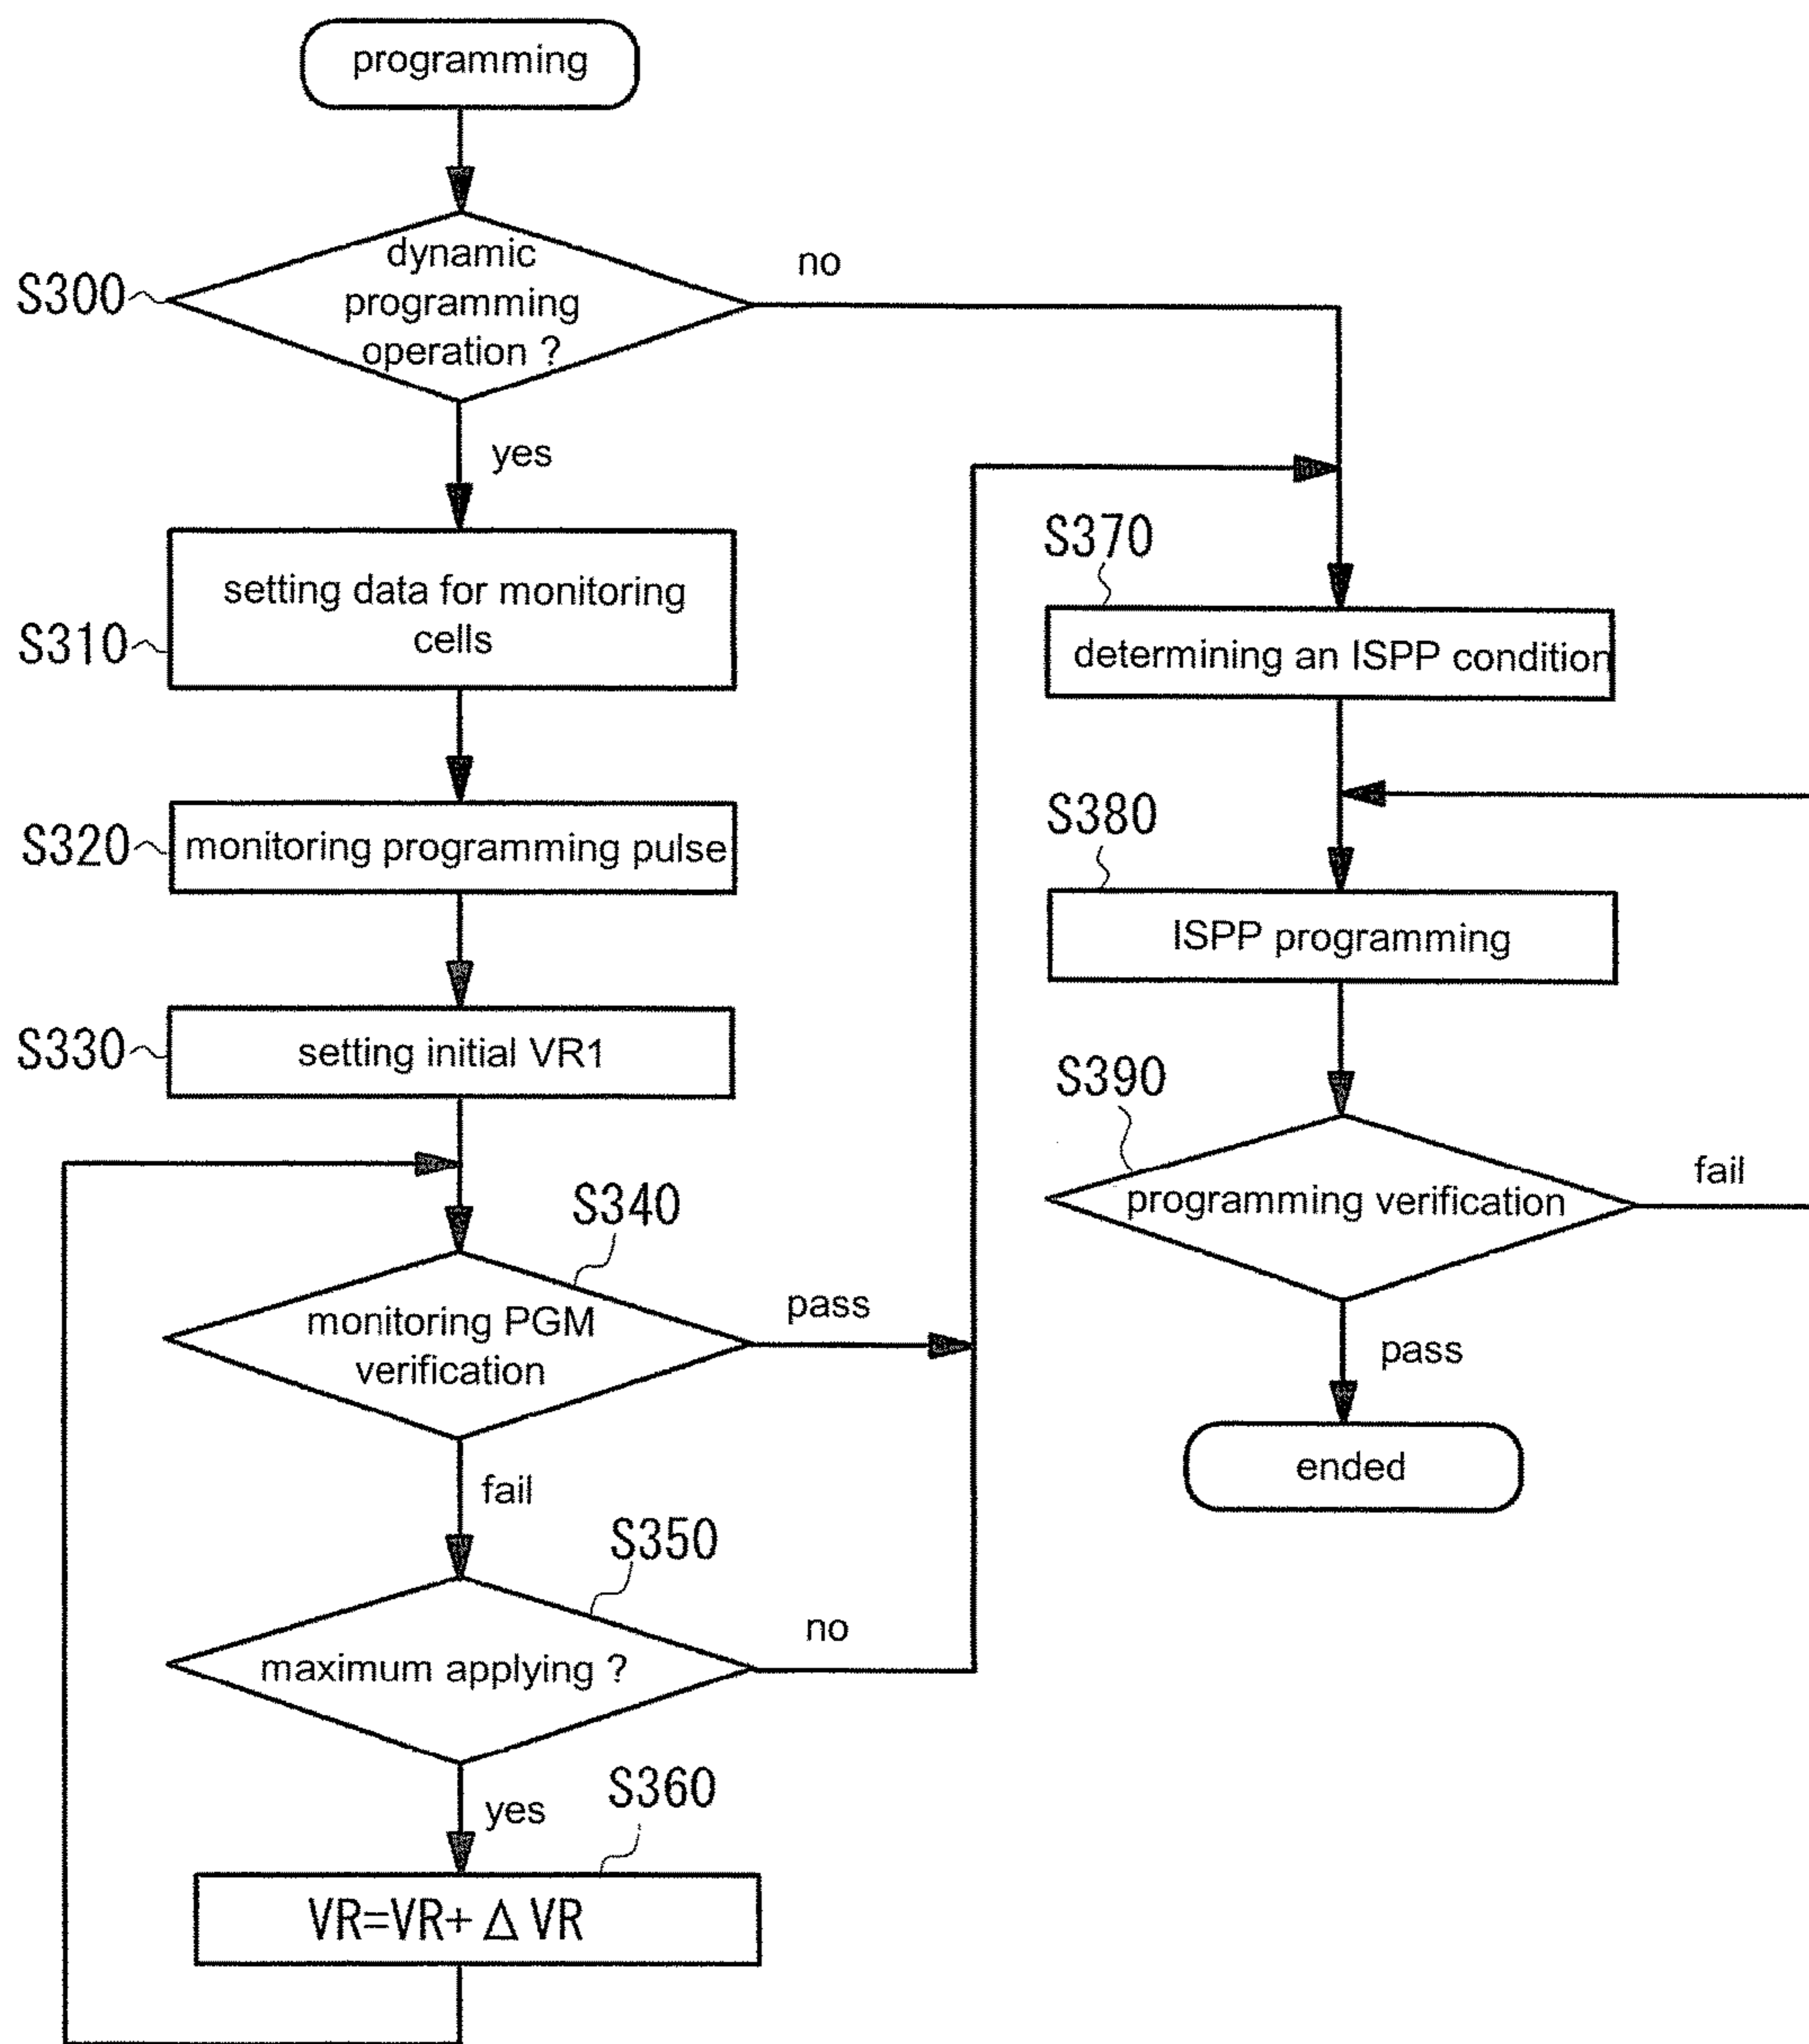 programming
S300
dynamic
programming
operation ?
no
yes
S310
setting data for monitoring
cells
S320
monitoring programming pulse
S330
setting initial VR1
S340
monitoring PGM
verification
pass
fail
S350
maximum applying ?
no
yes
S360
VR=VR+ Δ VR
S370
determining an ISPP condition
S380
ISPP programming
S390
programming verification
fail
pass
ended